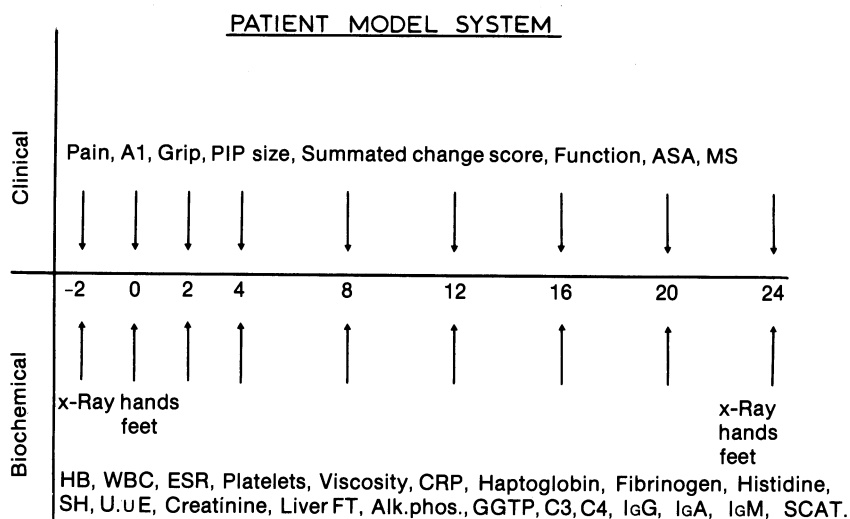 PATIENT MODEL SYSTEM
Clinical
Pain, A1, Grip, PIP size, Summated change score, Function, ASA, MS
-2 0 2 4 8 12 16 20 24
Biochemical
x-Ray hands
feet
x-Ray
hands
feet
HB, WBC, ESR, Platelets, Viscosity, CRP, Haptoglobin, Fibrinogen, Histidine,
SH, U.UE, Creatinine, Liver FT, Alk.phos., GGTP, C3, C4, IGG, IGA, IGM, SCAT.